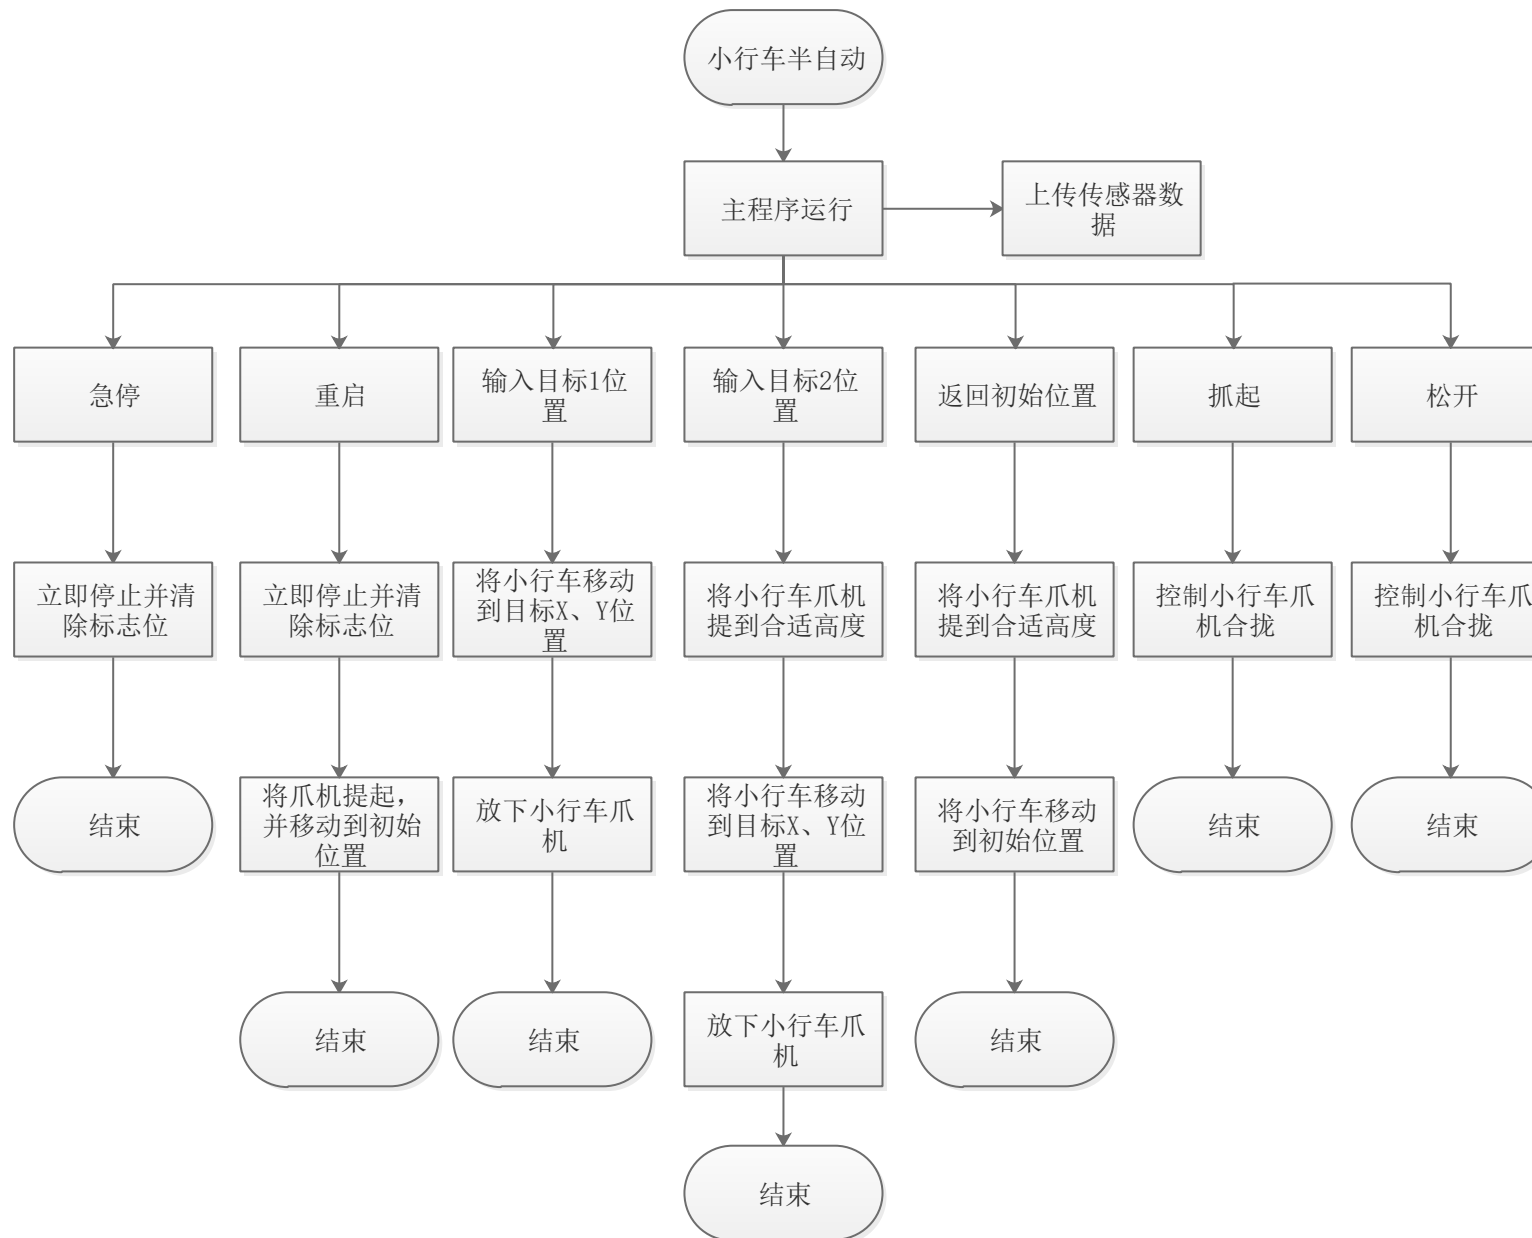 小行车半自动
主程序运行
上传传感器数
据
急停
重启
输入目标1位
置
输入目标2位
置
返回初始位置
抓起
松开
立即停止并清
除标志位
立即停止并清
除标志位
将小行车移动
到目标X、Y位
置
将小行车爪机
提到合适高度
将小行车爪机
提到合适高度
控制小行车爪
机合拢
控制小行车爪
机合拢
结束
将爪机提起，
并移动到初始
位置
放下小行车爪
机
将小行车移动
到目标X、Y位
置
将小行车移动
到初始位置
结束
结束
结束
结束
放下小行车爪
机
结束
结束